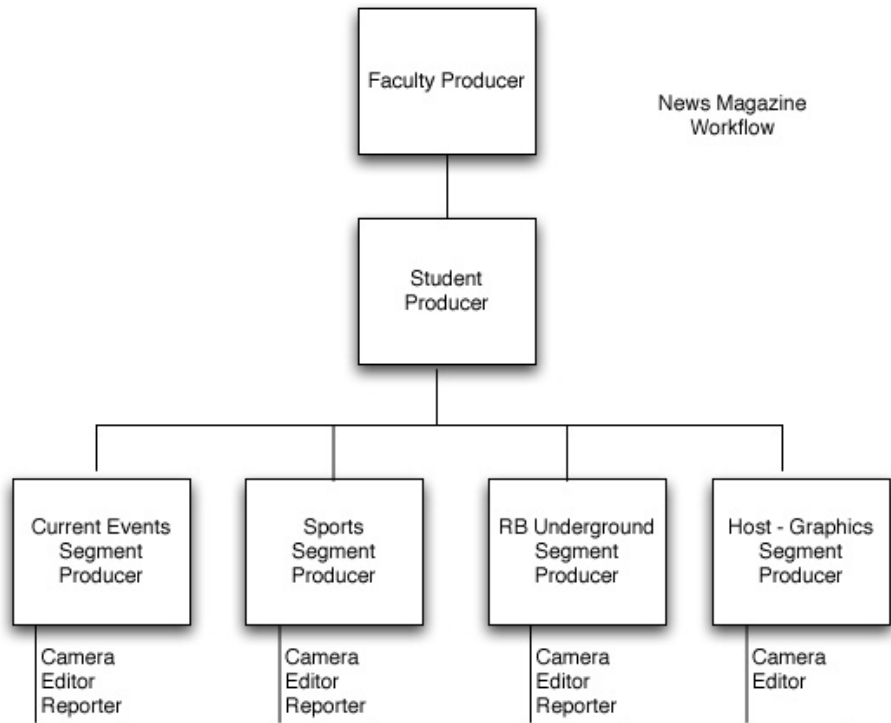 Faculty Producer
News Magazine
Workflow
Student
Producer
Current Events
Segment
Producer
Sports
Segment
Producer
RB Underground
Segment
Producer
Host - Graphics
Segment
Producer
Camera
Editor
Reporter
Camera
Editor
Reporter
Camera
Editor
Reporter
Camera
Editor